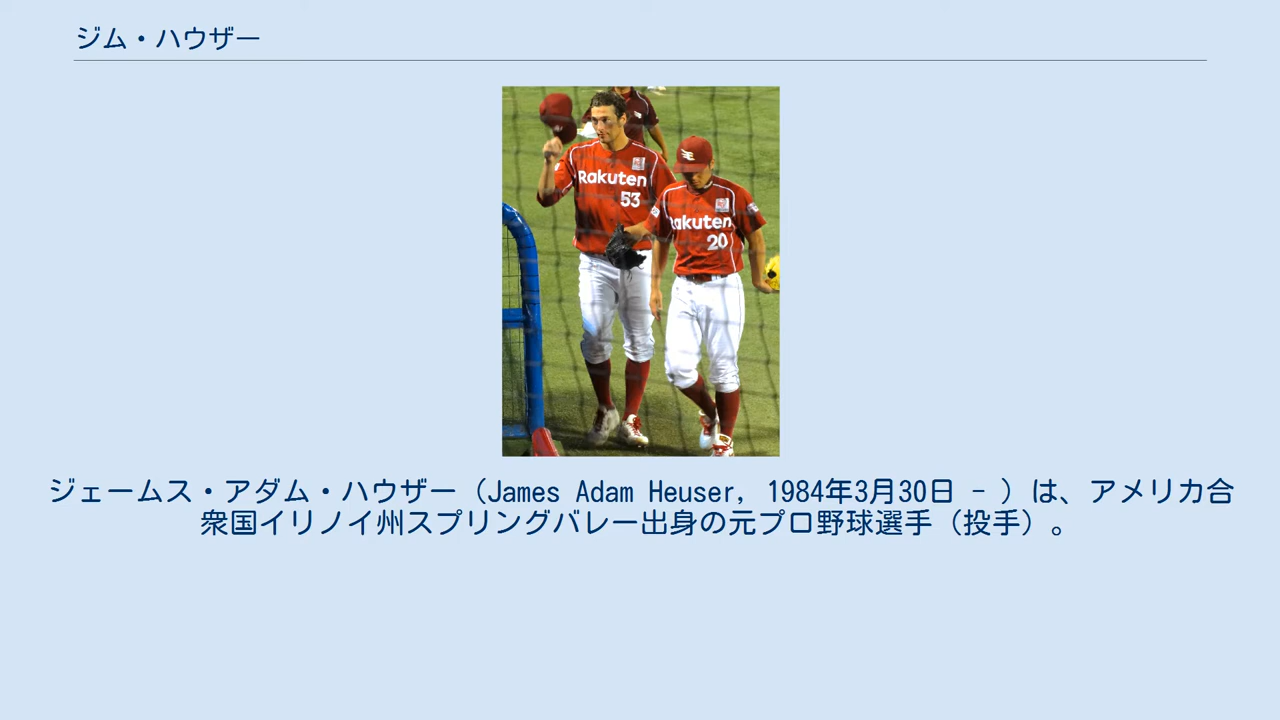 ジム・ハウザー
Rakuten
53
Rakuten
20
ジェームス・アダム・ハウザー（James Adam Heuser, 1984年3月30日 - ）は、アメリカ合
衆国イリノイ州スプリングバレー出身の元プロ野球選手（投手）。